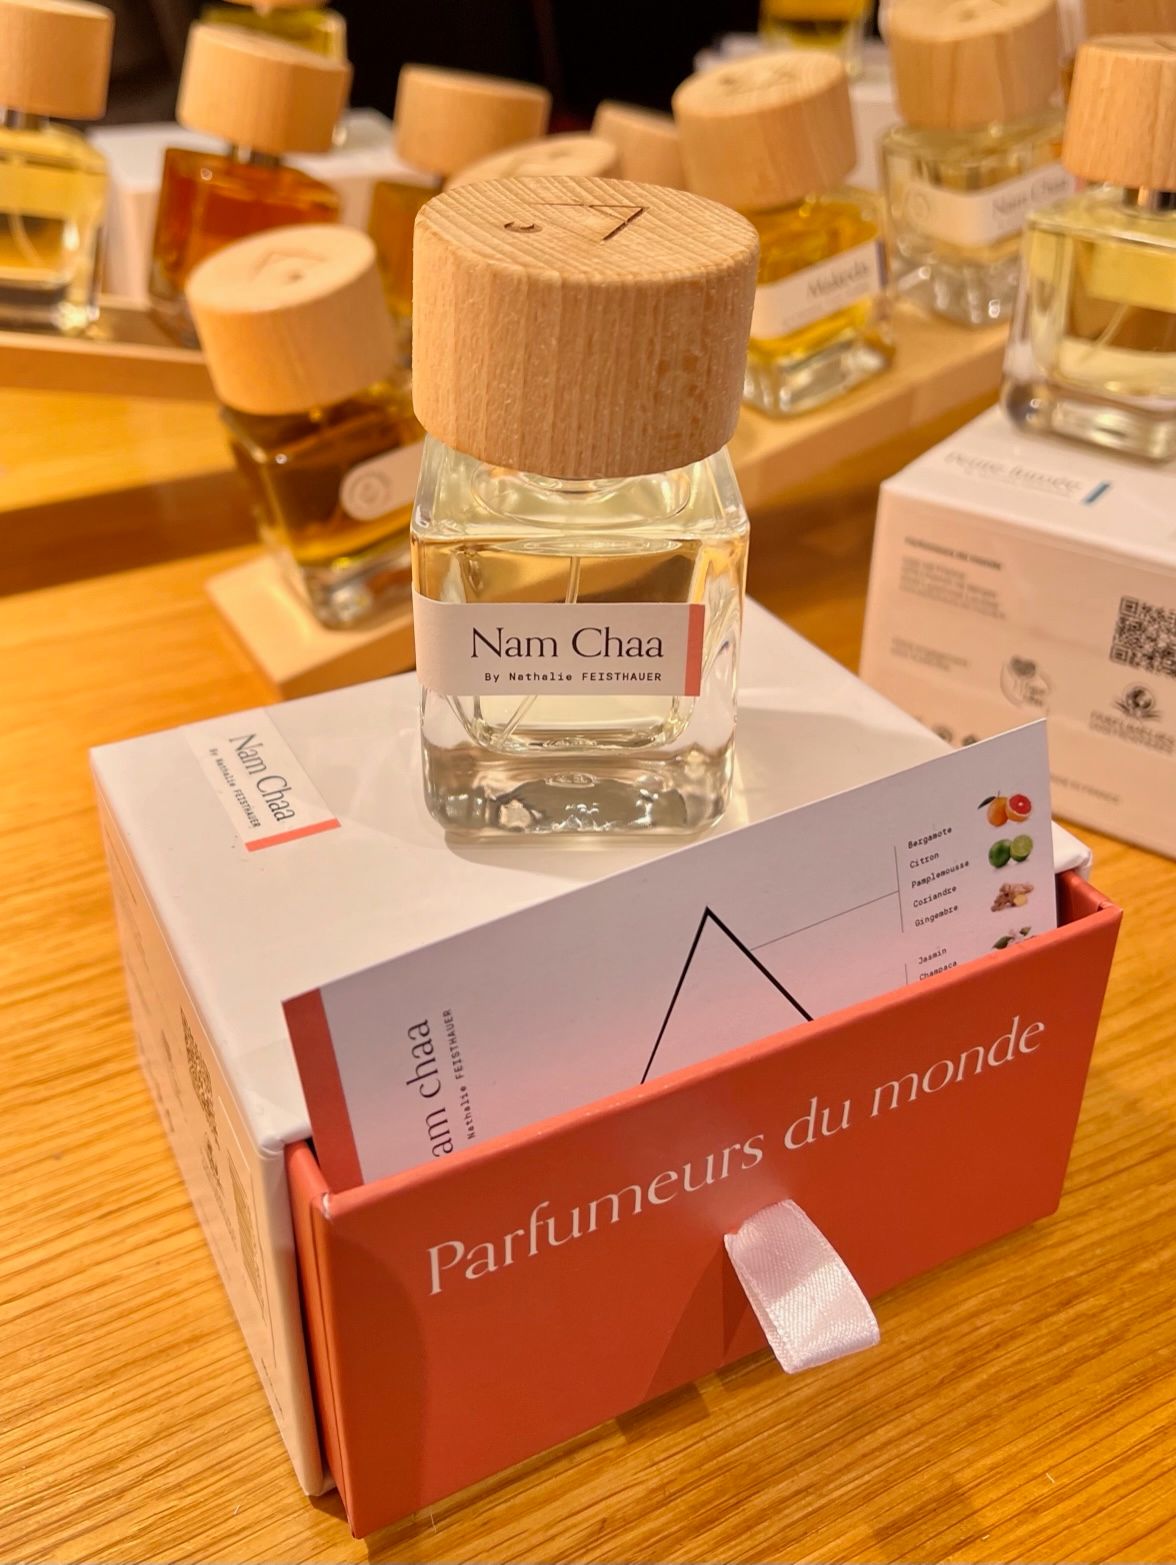 Nam Chaa
Makeda
Nam Chaa
By Nathalie FEISTHAUER
Nam Chaa
By Nathalie FEISTHAUER
Bergamote
Citron
Pamplemousse
Coriandre
Gingembre
Jasmin
Champaca
am chaa
Nathalie FEISTHAUER
Parfumeurs du monde